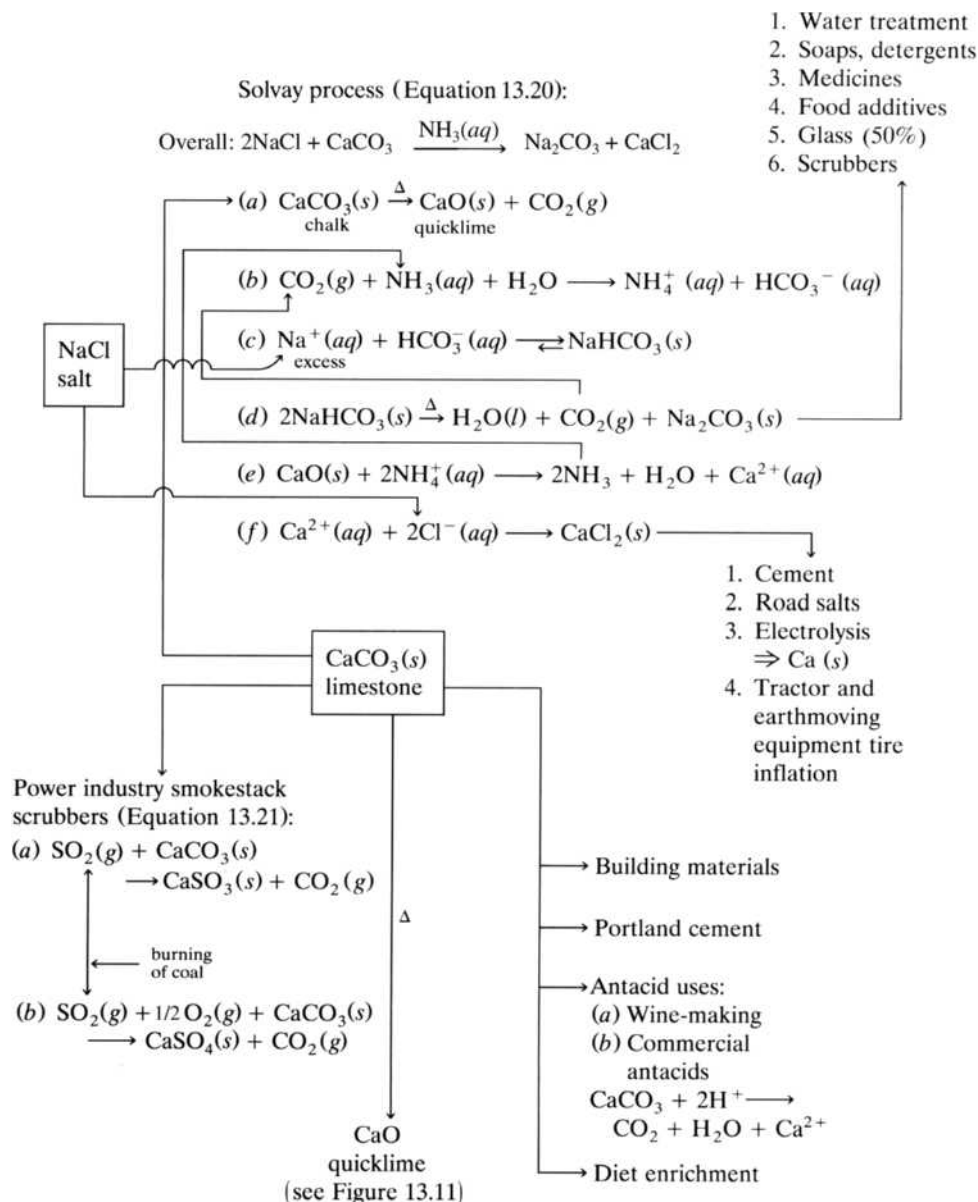 1. Water treatment
2. Soaps, detergents
3. Medicines
4. Food additives
5. Glass (50%)
6. Scrubbers
Solvay process (Equation 13.20):
Overall: 2NaCl + CaCO₃ —NH₃(aq)→ Na₂CO₃ + CaCl₂
(a) CaCO₃(s) —Δ→ CaO(s) + CO₂(g)
chalk quicklime
(b) CO₂(g) + NH₃(aq) + H₂O ⟶ NH₄⁺ (aq) + HCO₃⁻ (aq)
NaCl
salt
(c) Na⁺(aq) + HCO₃⁻(aq) ⇌ NaHCO₃(s)
excess
(d) 2NaHCO₃(s) —Δ→ H₂O(l) + CO₂(g) + Na₂CO₃(s)
(e) CaO(s) + 2NH₄⁺(aq) ⟶ 2NH₃ + H₂O + Ca²⁺(aq)
(f) Ca²⁺(aq) + 2Cl⁻(aq) ⟶ CaCl₂(s)
1. Cement
2. Road salts
3. Electrolysis
⇒ Ca (s)
4. Tractor and
earthmoving
equipment tire
inflation
CaCO₃(s)
limestone
Power industry smokestack
scrubbers (Equation 13.21):
(a) SO₂(g) + CaCO₃(s)
⟶ CaSO₃(s) + CO₂(g)
burning
of coal
(b) SO₂(g) + 1/2 O₂(g) + CaCO₃(s)
⟶ CaSO₄(s) + CO₂(g)
Δ
CaO
quicklime
(see Figure 13.11)
Building materials
Portland cement
Antacid uses:
(a) Wine-making
(b) Commercial
antacids
CaCO₃ + 2H⁺ ⟶
CO₂ + H₂O + Ca²⁺
Diet enrichment